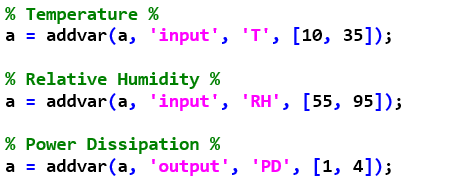 % Temperature %
a = addvar(a, 'input', 'T', [10, 35]);
% Relative Humidity %
a = addvar(a, 'input', 'RH', [55, 95]);
% Power Dissipation %
a = addvar(a, 'output', 'PD', [1, 4]);